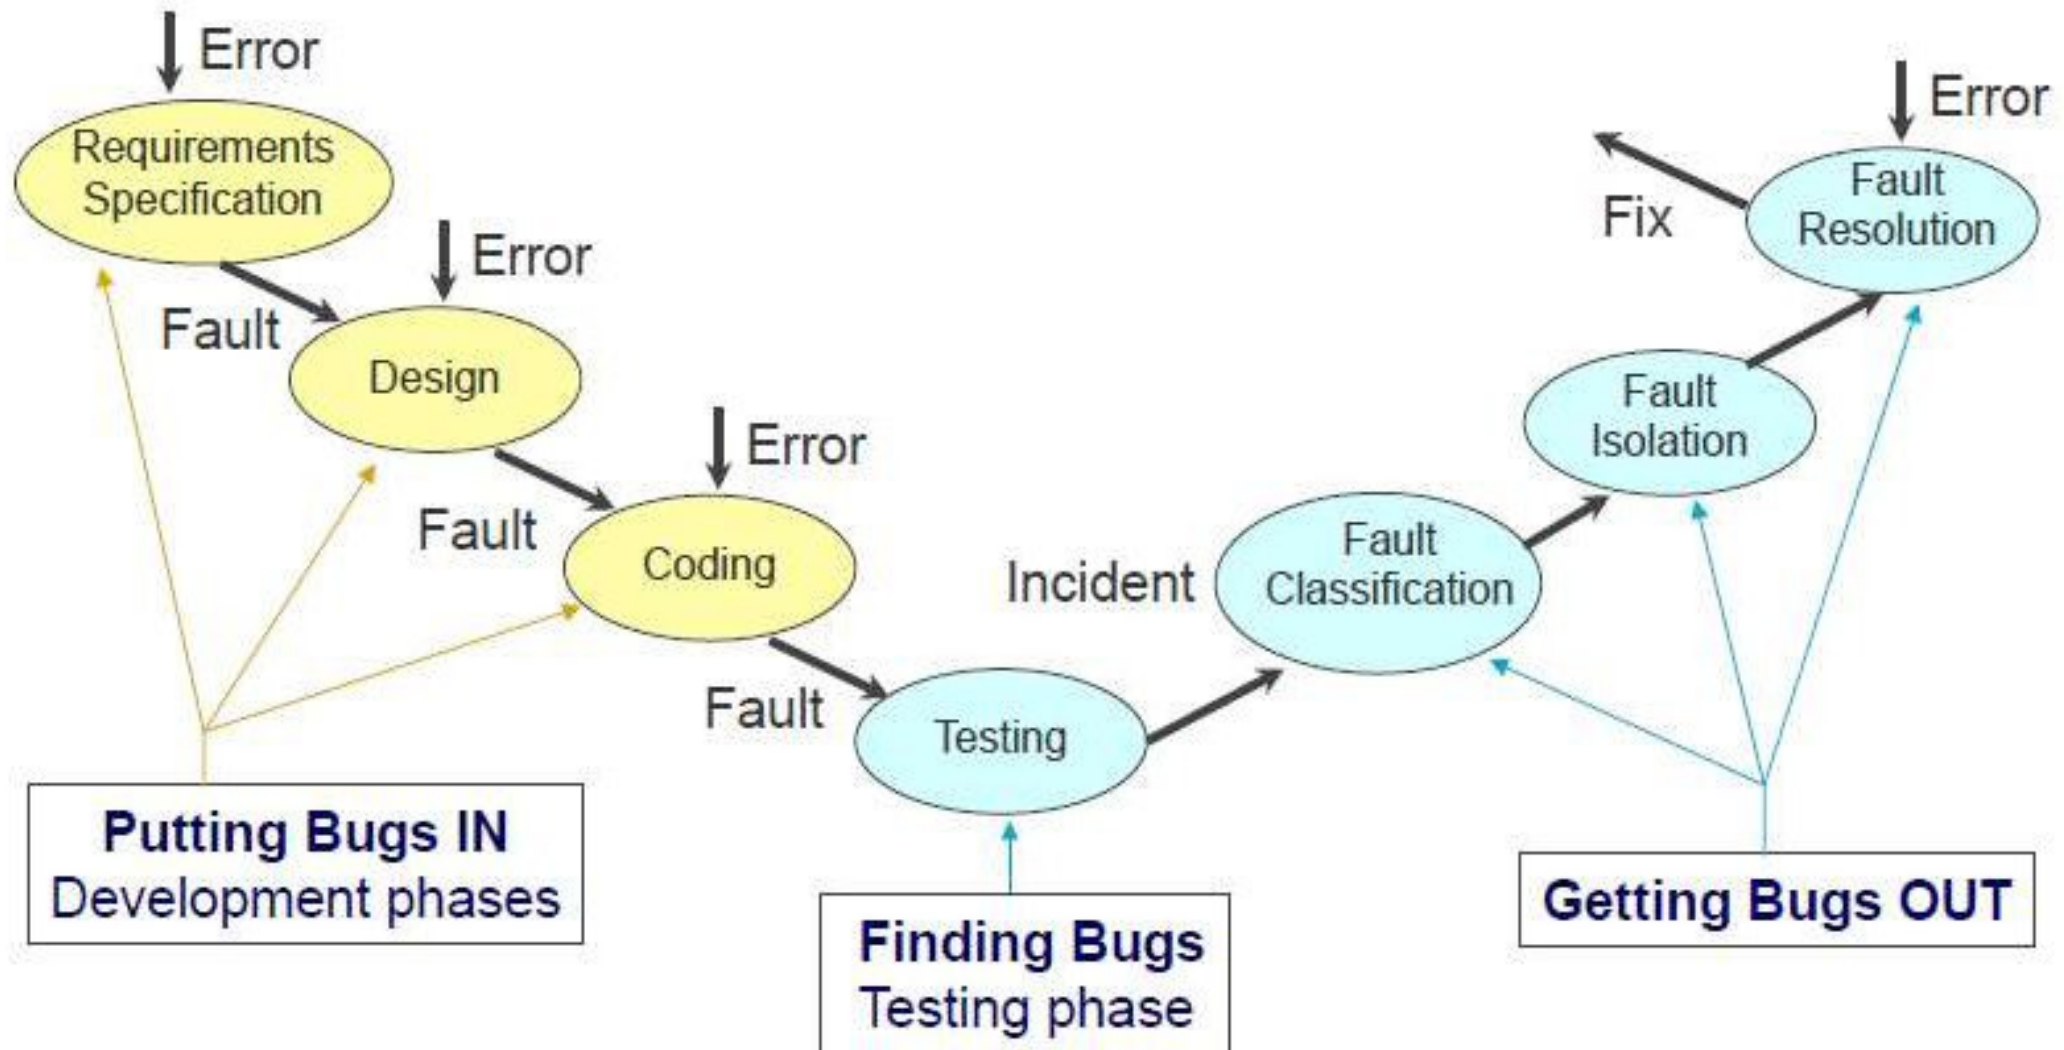 Error
Requirements
Specification
Error
Fault
Design
Error
Fault
Coding
Fault
Testing
Incident
Fault
Classification
Fault
Isolation
Error
Fault
Resolution
Fix
Putting Bugs IN
Development phases
Finding Bugs
Testing phase
Getting Bugs OUT